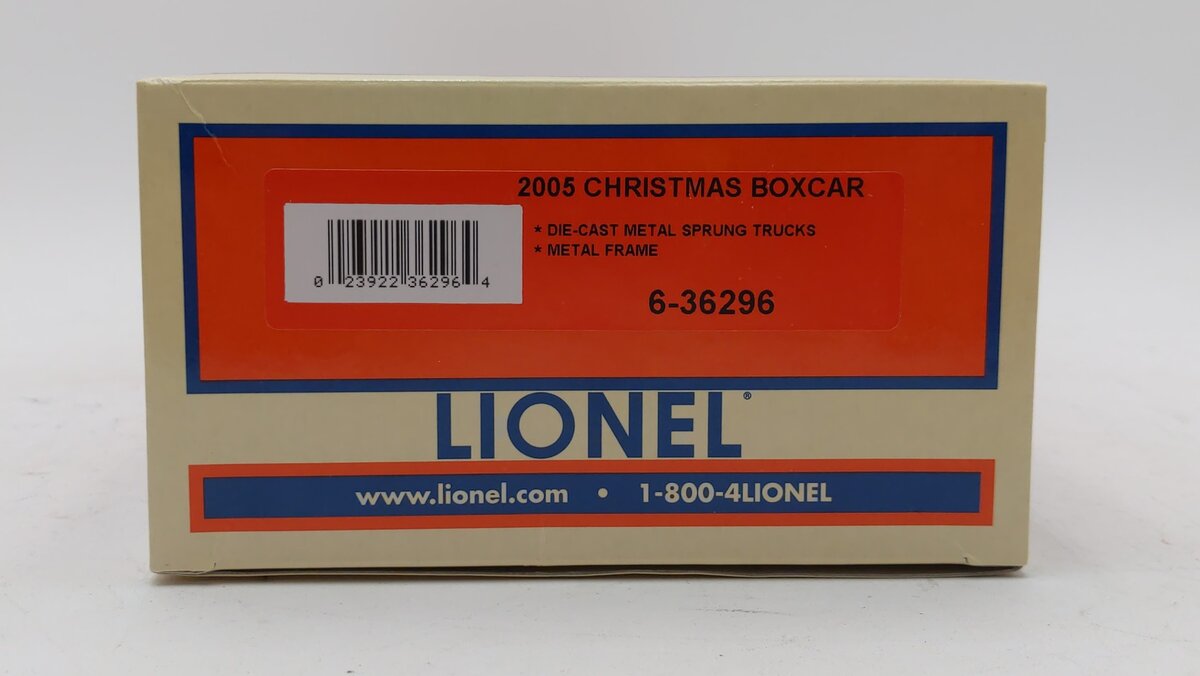 2005 CHRISTMAS BOXCAR
* DIE-CAST METAL SPRUNG TRUCKS
* METAL FRAME
0 23922 36296 4
6-36296
LIONEL®
www.lionel.com • 1-800-4LIONEL